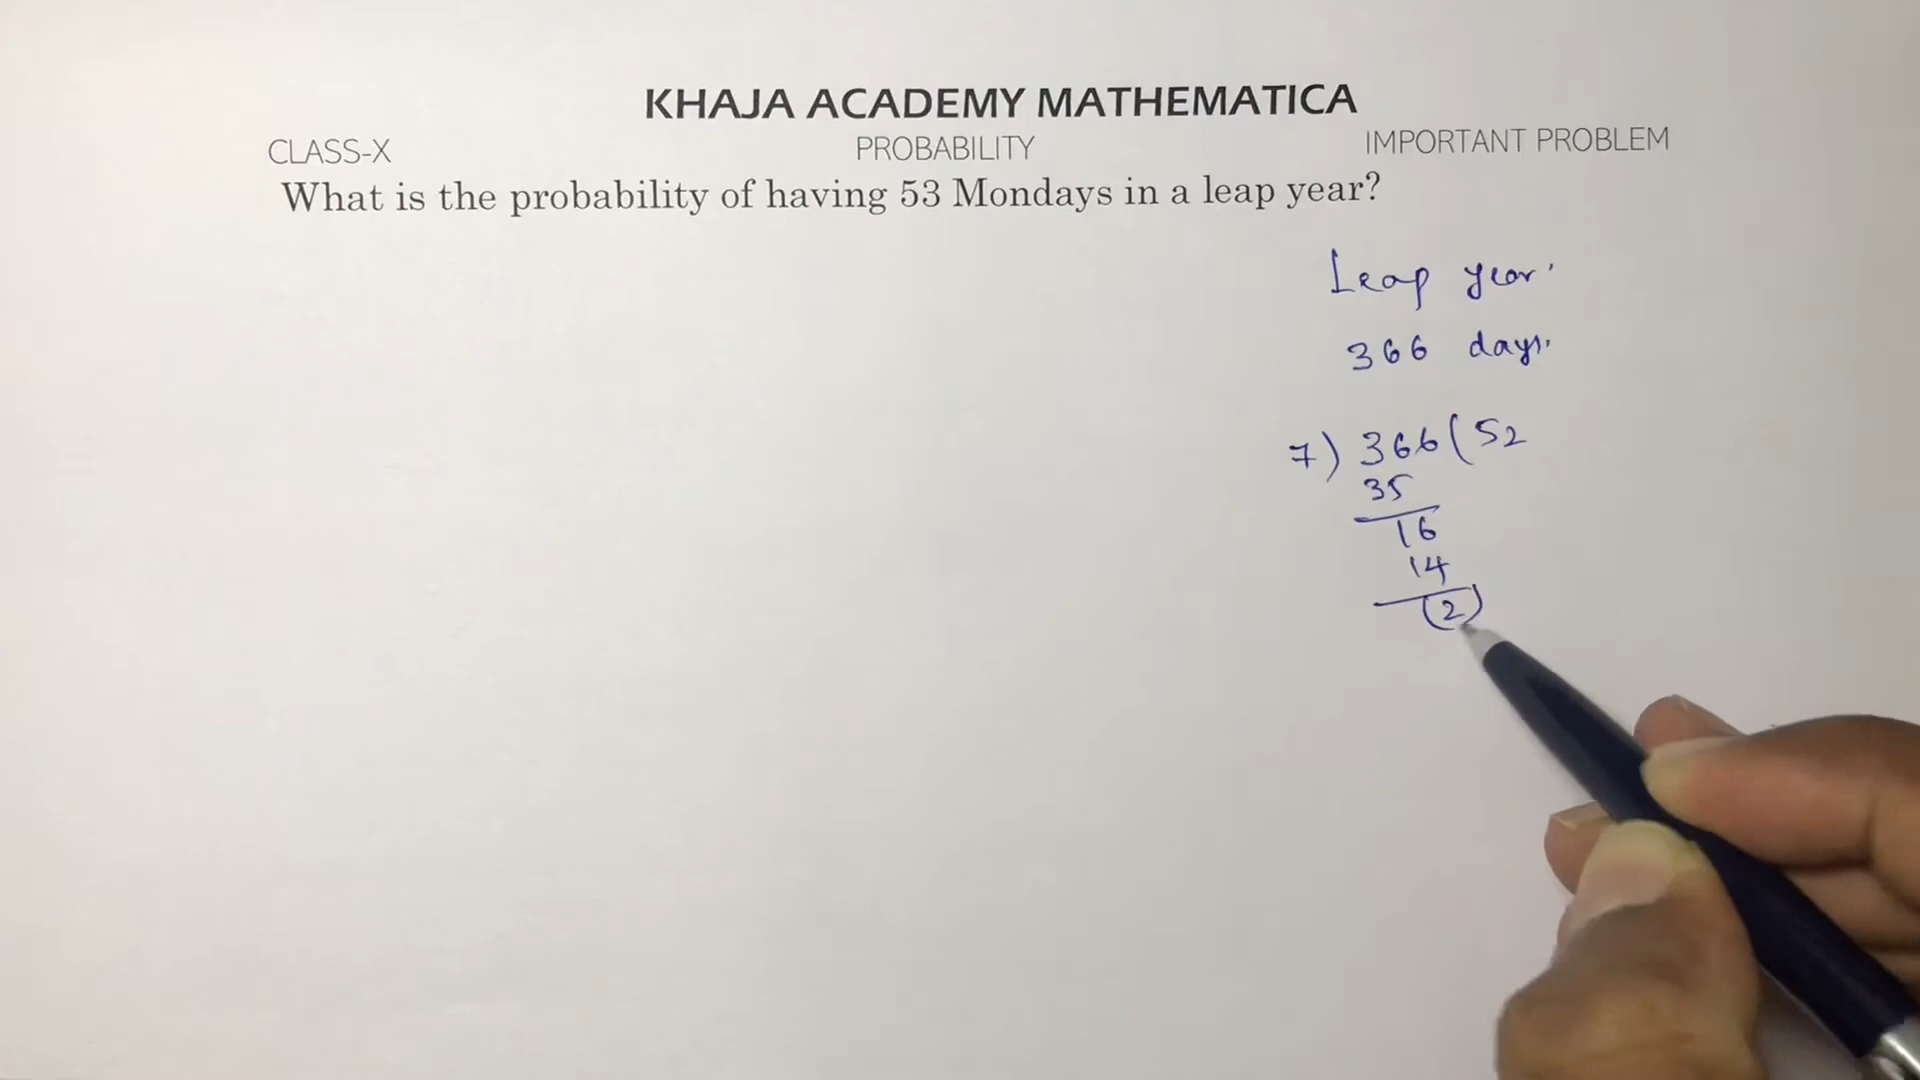 KHAJA ACADEMY MATHEMATICA
CLASS-X PROBABILITY IMPORTANT PROBLEM
What is the probability of having 53 Mondays in a leap year?
Leap year.
366 days.
7) 366 (52
35
16
14
(2)